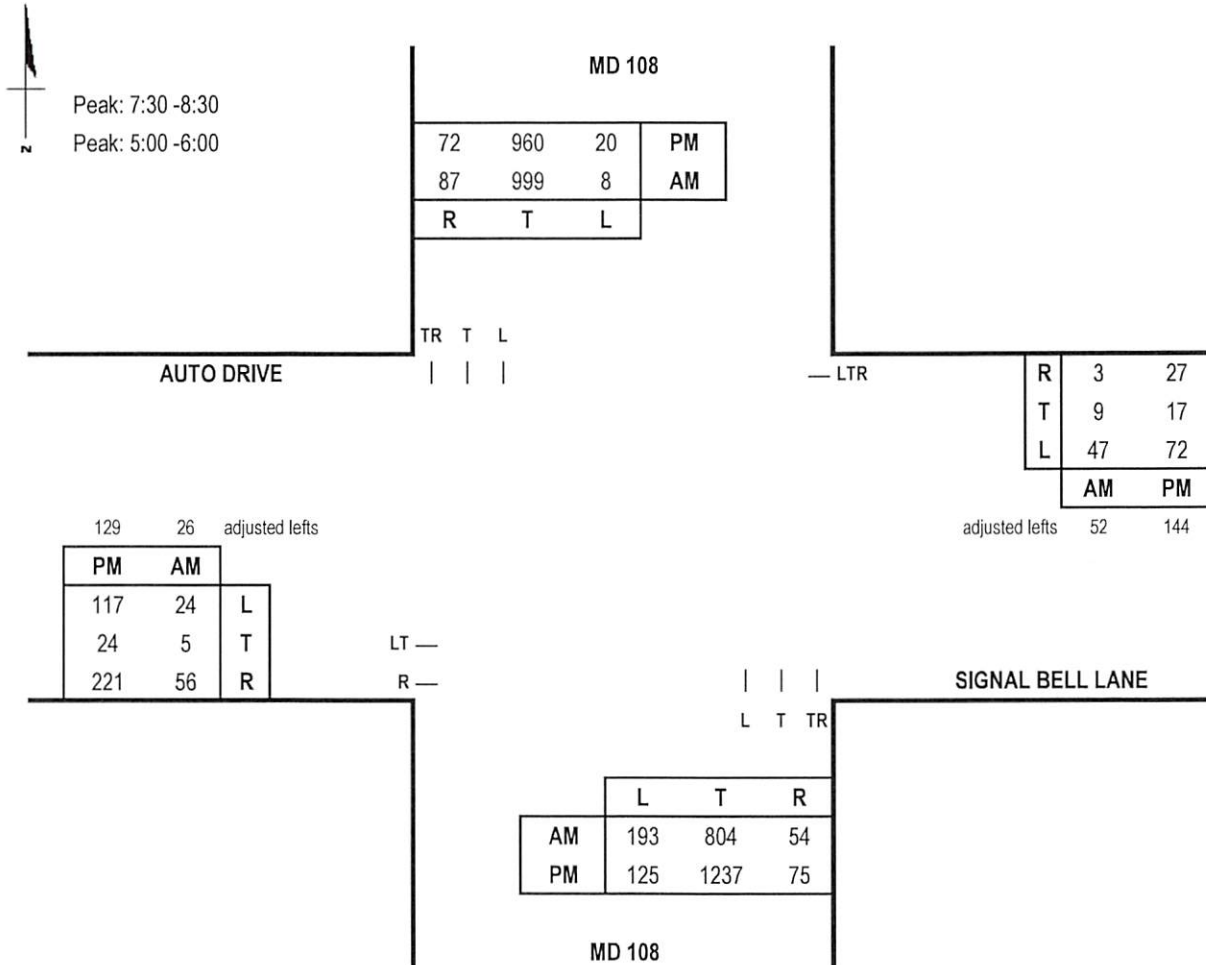 MD 108
Peak: 7:30 -8:30
Peak: 5:00 -6:00
N
72 960 20 PM
87 999 8 AM
R T L
TR T L
AUTO DRIVE
LTR
R 3 27
T 9 17
L 47 72
AM PM
adjusted lefts 52 144
129 26 adjusted lefts
PM AM
117 24 L
24 5 T
221 56 R
LT
R
SIGNAL BELL LANE
L T TR
L T R
AM 193 804 54
PM 125 1237 75
MD 108